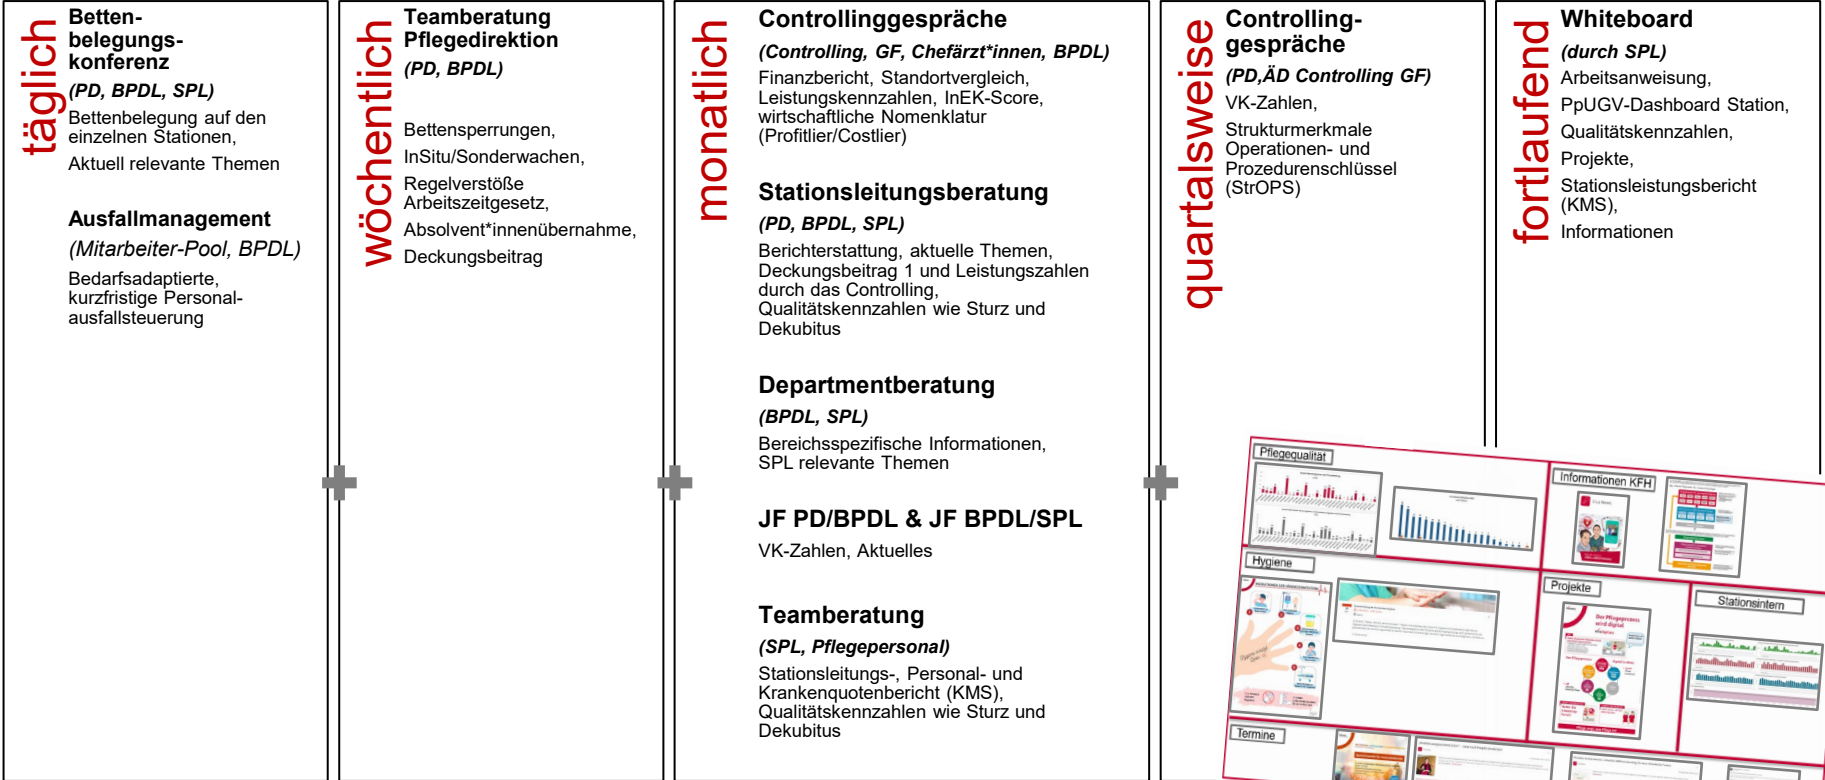 täglich
Betten-
belegungs-
konferenz
(PD, BPDL, SPL)
Bettenbelegung auf den
einzelnen Stationen,
Aktuell relevante Themen
Ausfallmanagement
(Mitarbeiter-Pool, BPDL)
Bedarfsadaptierte,
kurzfristige Personal-
ausfallsteuerung
wöchentlich
Teamberatung
Pflegedirektion
(PD, BPDL)
Bettensperrungen,
InSitu/Sonderwachen,
Regelverstöße
Arbeitszeitgesetz,
Absolvent*innenübernahme,
Deckungsbeitrag
monatlich
Controllinggespräche
(Controlling, GF, Chefärzt*innen, BPDL)
Finanzbericht, Standortvergleich,
Leistungskennzahlen, InEK-Score,
wirtschaftliche Nomenklatur
(Profitlier/Costlier)
Stationsleitungsberatung
(PD, BPDL, SPL)
Berichterstattung, aktuelle Themen,
Deckungsbeitrag 1 und Leistungszahlen
durch das Controlling,
Qualitätskennzahlen wie Sturz und
Dekubitus
Departmentberatung
(BPDL, SPL)
Bereichsspezifische Informationen,
SPL relevante Themen
JF PD/BPDL & JF BPDL/SPL
VK-Zahlen, Aktuelles
Teamberatung
(SPL, Pflegepersonal)
Stationsleitungs-, Personal- und
Krankenquotenbericht (KMS),
Qualitätskennzahlen wie Sturz und
Dekubitus
quartalsweise
Controlling-
gespräche
(PD,ÄD Controlling GF)
VK-Zahlen,
Strukturmerkmale
Operationen- und
Prozedurenschlüssel
(StrOPS)
fortlaufend
Whiteboard
(durch SPL)
Arbeitsanweisung,
PpUGV-Dashboard Station,
Qualitätskennzahlen,
Projekte,
Stationsleistungsbericht
(KMS),
Informationen
Pflegequalität
Informationen KFH
Hygiene
Projekte
Der Pflegeprozess
wird digital
Stationsintern
Termine